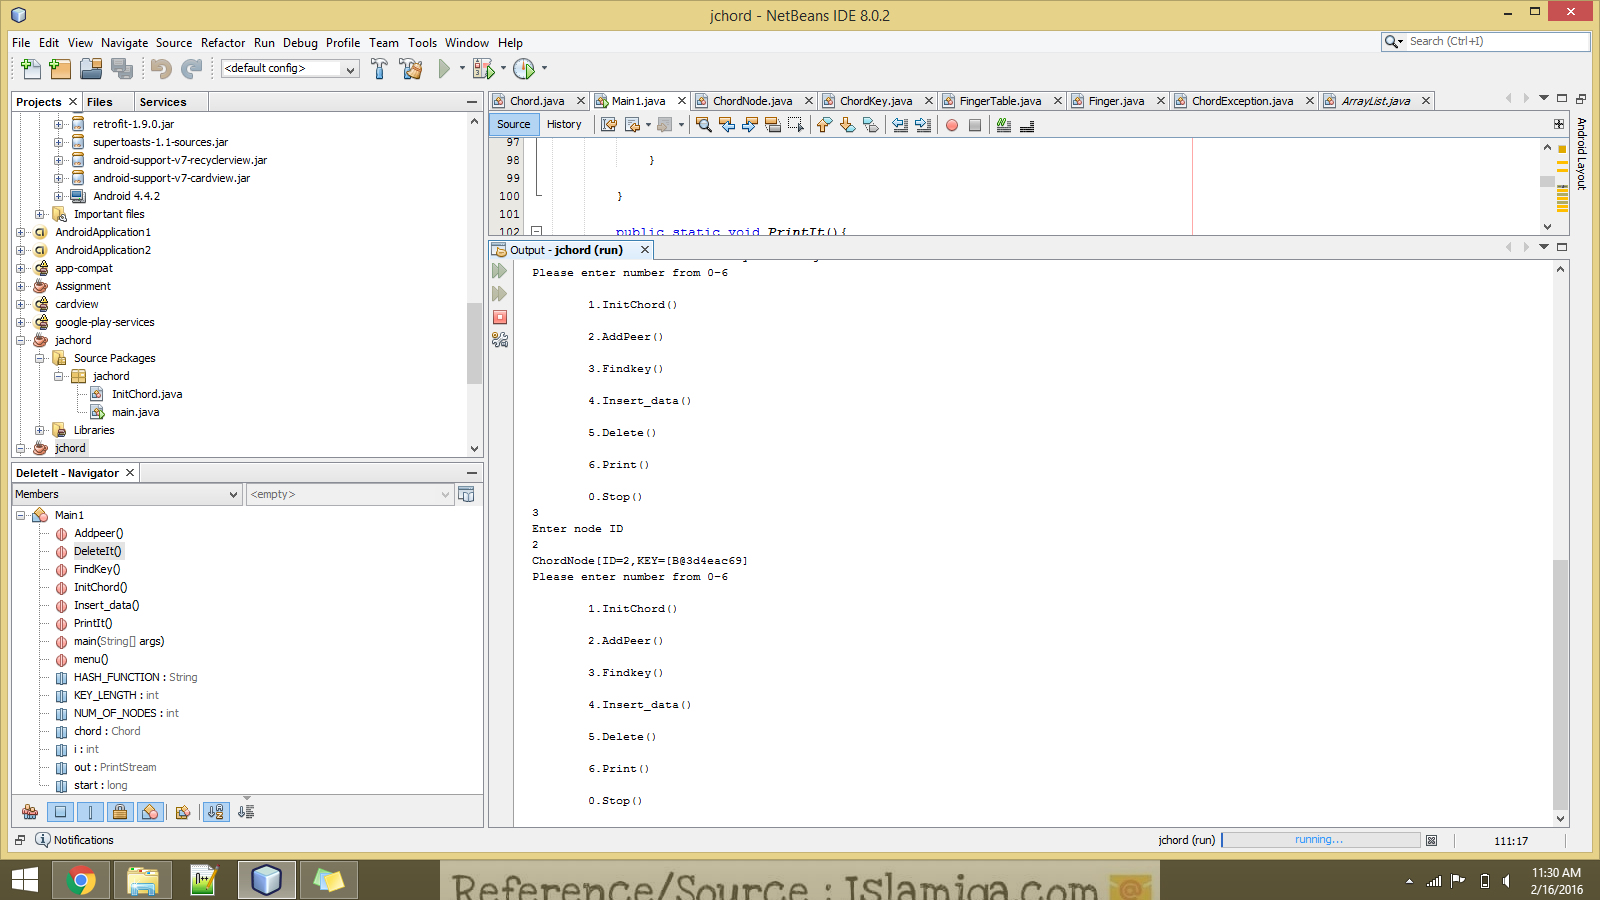 jchord - NetBeans IDE 8.0.2
File Edit View Navigate Source Refactor Run Debug Profile Team Tools Window Help
Search (Ctrl+I)
<default config>
Projects Files Services
retrofit-1.9.0.jar
supertoasts-1.1-sources.jar
android-support-v7-recyclerview.jar
android-support-v7-cardview.jar
Android 4.4.2
Important files
AndroidApplication1
AndroidApplication2
app-compat
Assignment
cardview
google-play-services
jachord
Source Packages
jachord
InitChord.java
main.java
Libraries
jchord
DeleteIt - Navigator
Members
<empty>
Main1
Addpeer()
DeleteIt()
FindKey()
InitChord()
Insert_data()
PrintIt()
main(String[] args)
menu()
HASH_FUNCTION : String
KEY_LENGTH : int
NUM_OF_NODES : int
chord : Chord
i : int
out : PrintStream
start : long
Chord.java Main1.java ChordNode.java ChordKey.java FingerTable.java Finger.java ChordException.java ArrayList.java
Source History
97
98 }
99
100 }
101
102 public static void PrintIt(){
Android Layout
Output - jchord (run)
Please enter number from 0-6
1.InitChord()
2.AddPeer()
3.Findkey()
4.Insert_data()
5.Delete()
6.Print()
0.Stop()
3
Enter node ID
2
ChordNode[ID=2,KEY=[B@3d4eac69]
Please enter number from 0-6
1.InitChord()
2.AddPeer()
3.Findkey()
4.Insert_data()
5.Delete()
6.Print()
0.Stop()
Notifications
jchord (run) running... 111:17
Reference/Source : Islamiqa.com
11:30 AM
2/16/2016